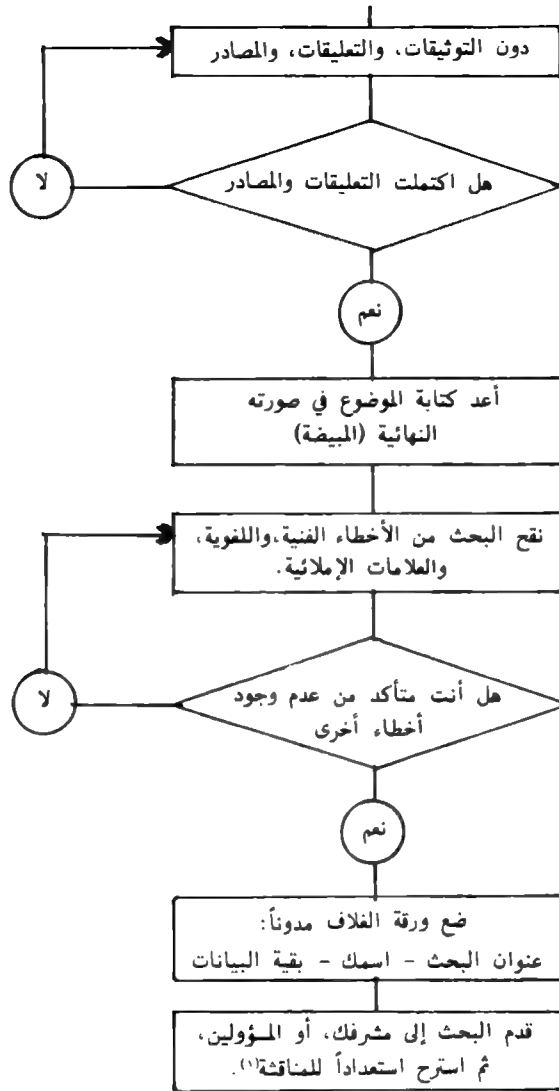 دون التوثيقات، والتعليقات، والمصادر
هل اكتملت التعليقات والمصادر
لا
نعم
أعد كتابة الموضوع في صورته
النهائية (المبيضة)
نقح البحث من الأخطاء الفنية، واللغوية،
والعلامات الإملائية.
هل أنت متأكد من عدم وجود
أخطاء أخرى
لا
نعم
ضع ورقة الغلاف مدوناً:
عنوان البحث - اسمك - بقية البيانات
قدم البحث إلى مشرفك، أو المسؤولين،
ثم استرح استعداداً للمناقشة(١).